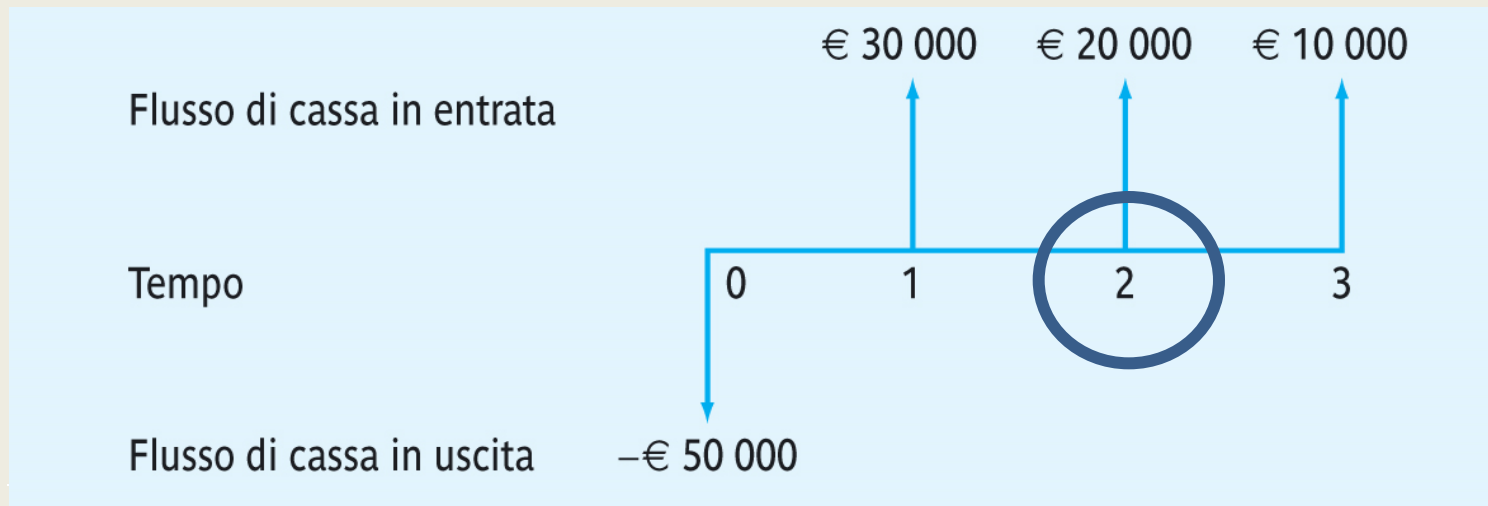 € 30 000 € 20 000 € 10 000
Flusso di cassa in entrata
Tempo 0 1 2 3
Flusso di cassa in uscita –€ 50 000